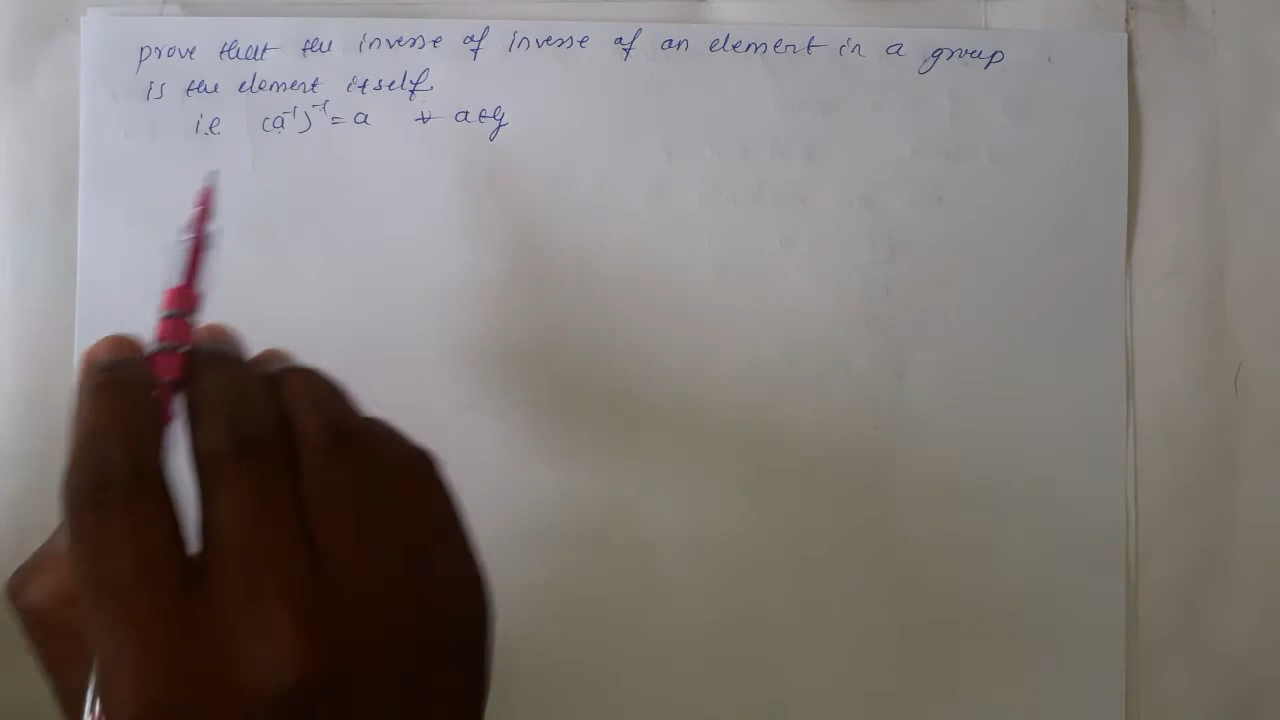 prove that the inverse of inverse of an element in a group
is the element itself.
i.e (a⁻¹)⁻¹ = a ∀ a∈G